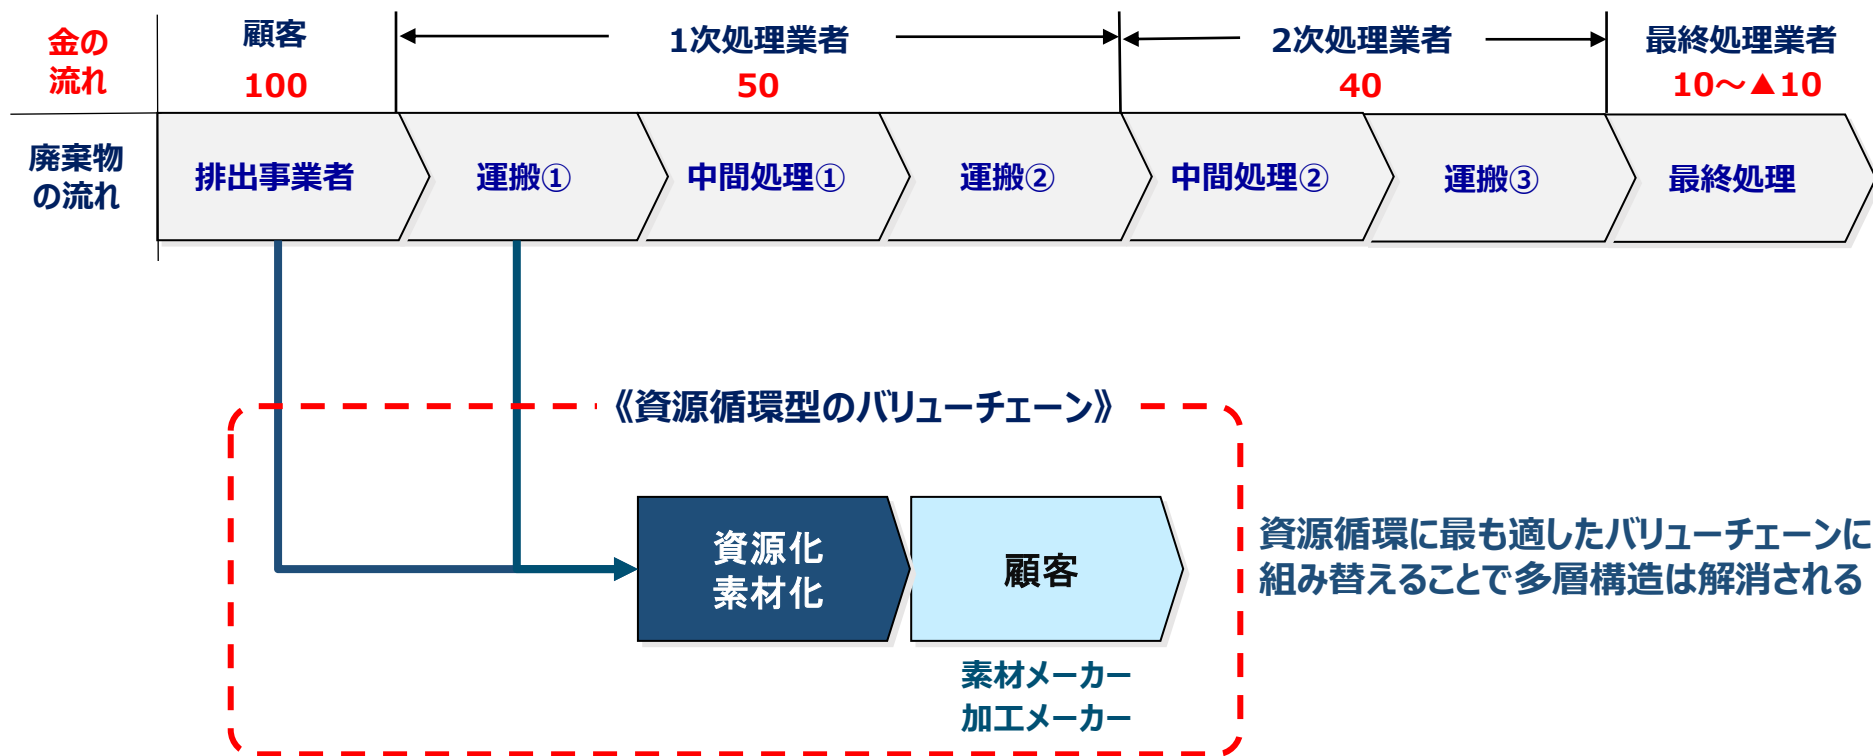 金の
流れ
顧客
1次処理業者
2次処理業者
最終処理業者
100
50
40
10～▲10
廃棄物
の流れ
排出事業者
運搬①
中間処理①
運搬②
中間処理②
運搬③
最終処理
《資源循環型のバリューチェーン》
資源化
素材化
顧客
素材メーカー
加工メーカー
資源循環に最も適したバリューチェーンに
組み替えることで多層構造は解消される